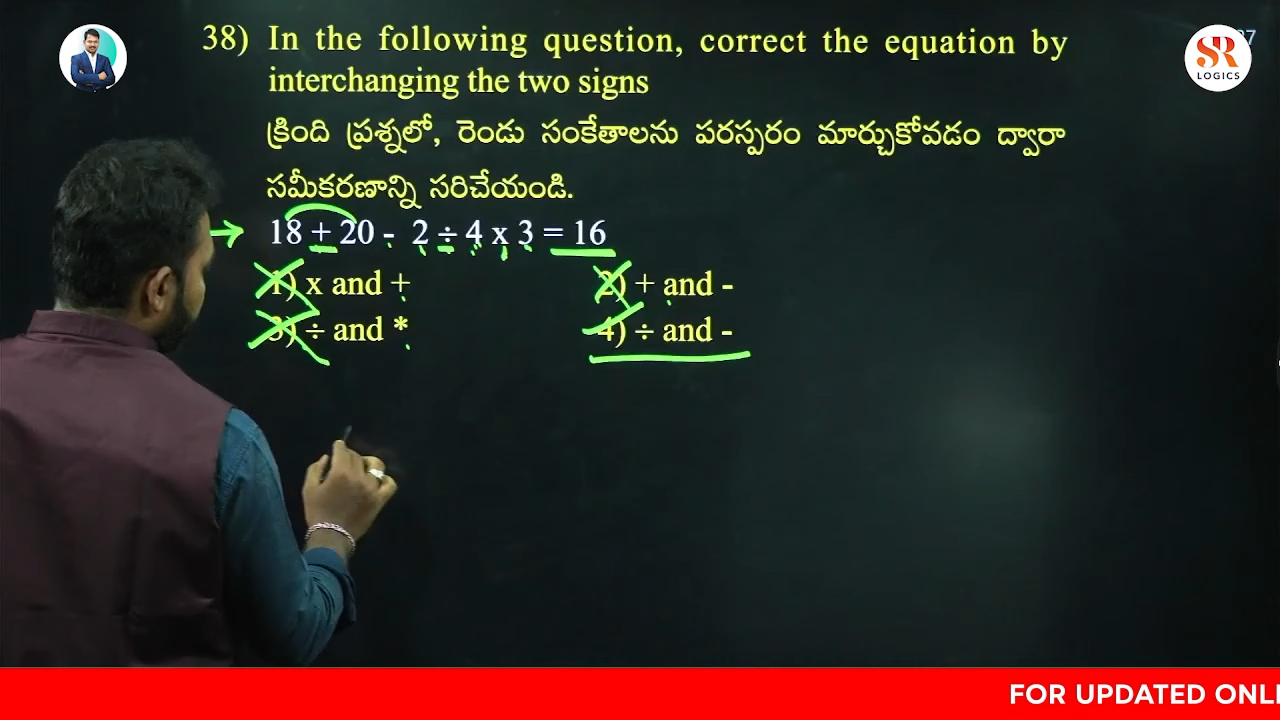 38) In the following question, correct the equation by
interchanging the two signs
క్రింది ప్రశ్నలో, రెండు సంకేతాలను పరస్పరం మార్చుకోవడం ద్వారా
సమీకరణాన్ని సరిచేయండి.
18 + 20 - 2 ÷ 4 x 3 = 16
1) x and + 2) + and -
3) ÷ and * 4) ÷ and -
SR
LOGICS
FOR UPDATED ONLI